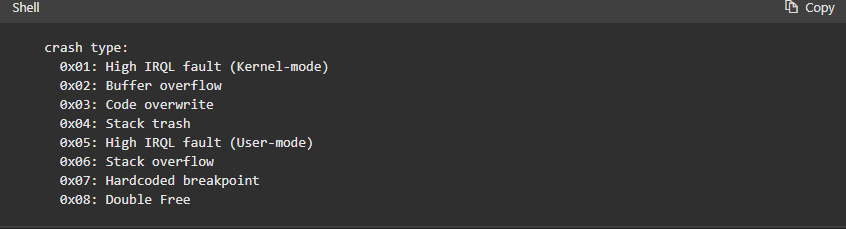 Shell
Copy
crash type:
0x01: High IRQL fault (Kernel-mode)
0x02: Buffer overflow
0x03: Code overwrite
0x04: Stack trash
0x05: High IRQL fault (User-mode)
0x06: Stack overflow
0x07: Hardcoded breakpoint
0x08: Double Free